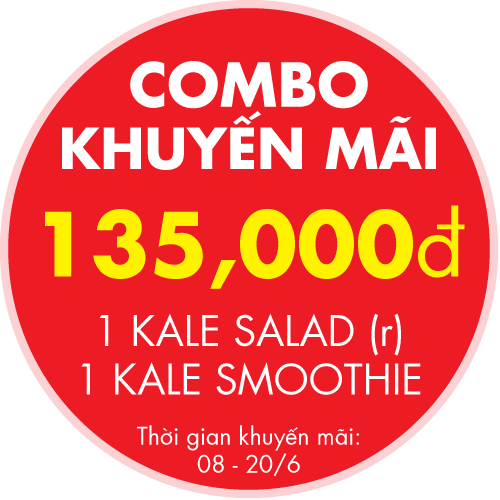 COMBO
KHUYẾN MÃI
135,000đ
1 KALE SALAD (r)
1 KALE SMOOTHIE
Thời gian khuyến mãi:
08 - 20/6